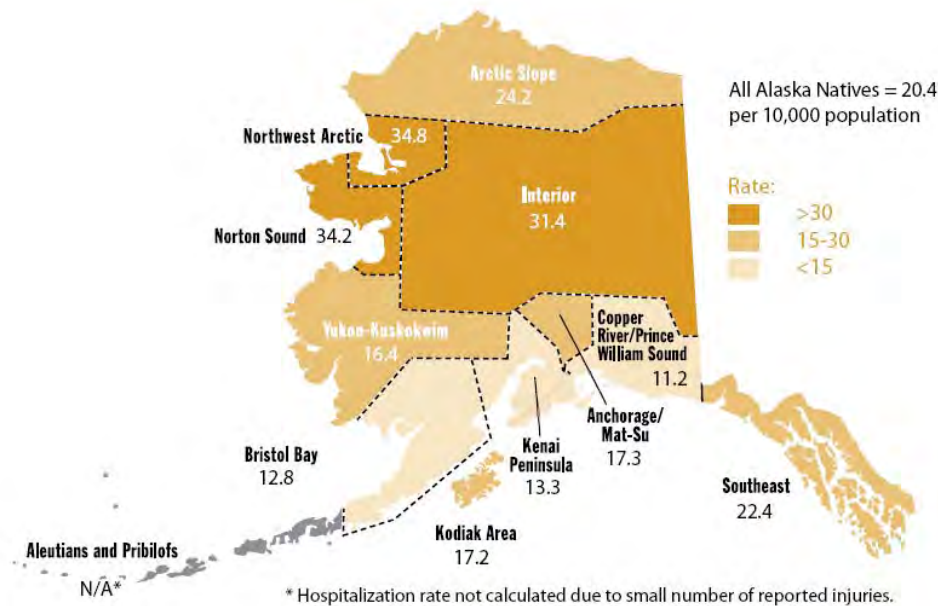 Arctic Slope
24.2
All Alaska Natives = 20.4
per 10,000 population
Northwest Arctic
34.8
Rate:
>30
15-30
<15
Interior
31.4
Norton Sound
34.2
Yukon-Kuskokwim
16.4
Copper
River/Prince
William Sound
11.2
Anchorage/
Mat-Su
17.3
Kenai
Peninsula
13.3
Bristol Bay
12.8
Southeast
22.4
Kodiak Area
17.2
Aleutians and Pribilofs
N/A*
* Hospitalization rate not calculated due to small number of reported injuries.